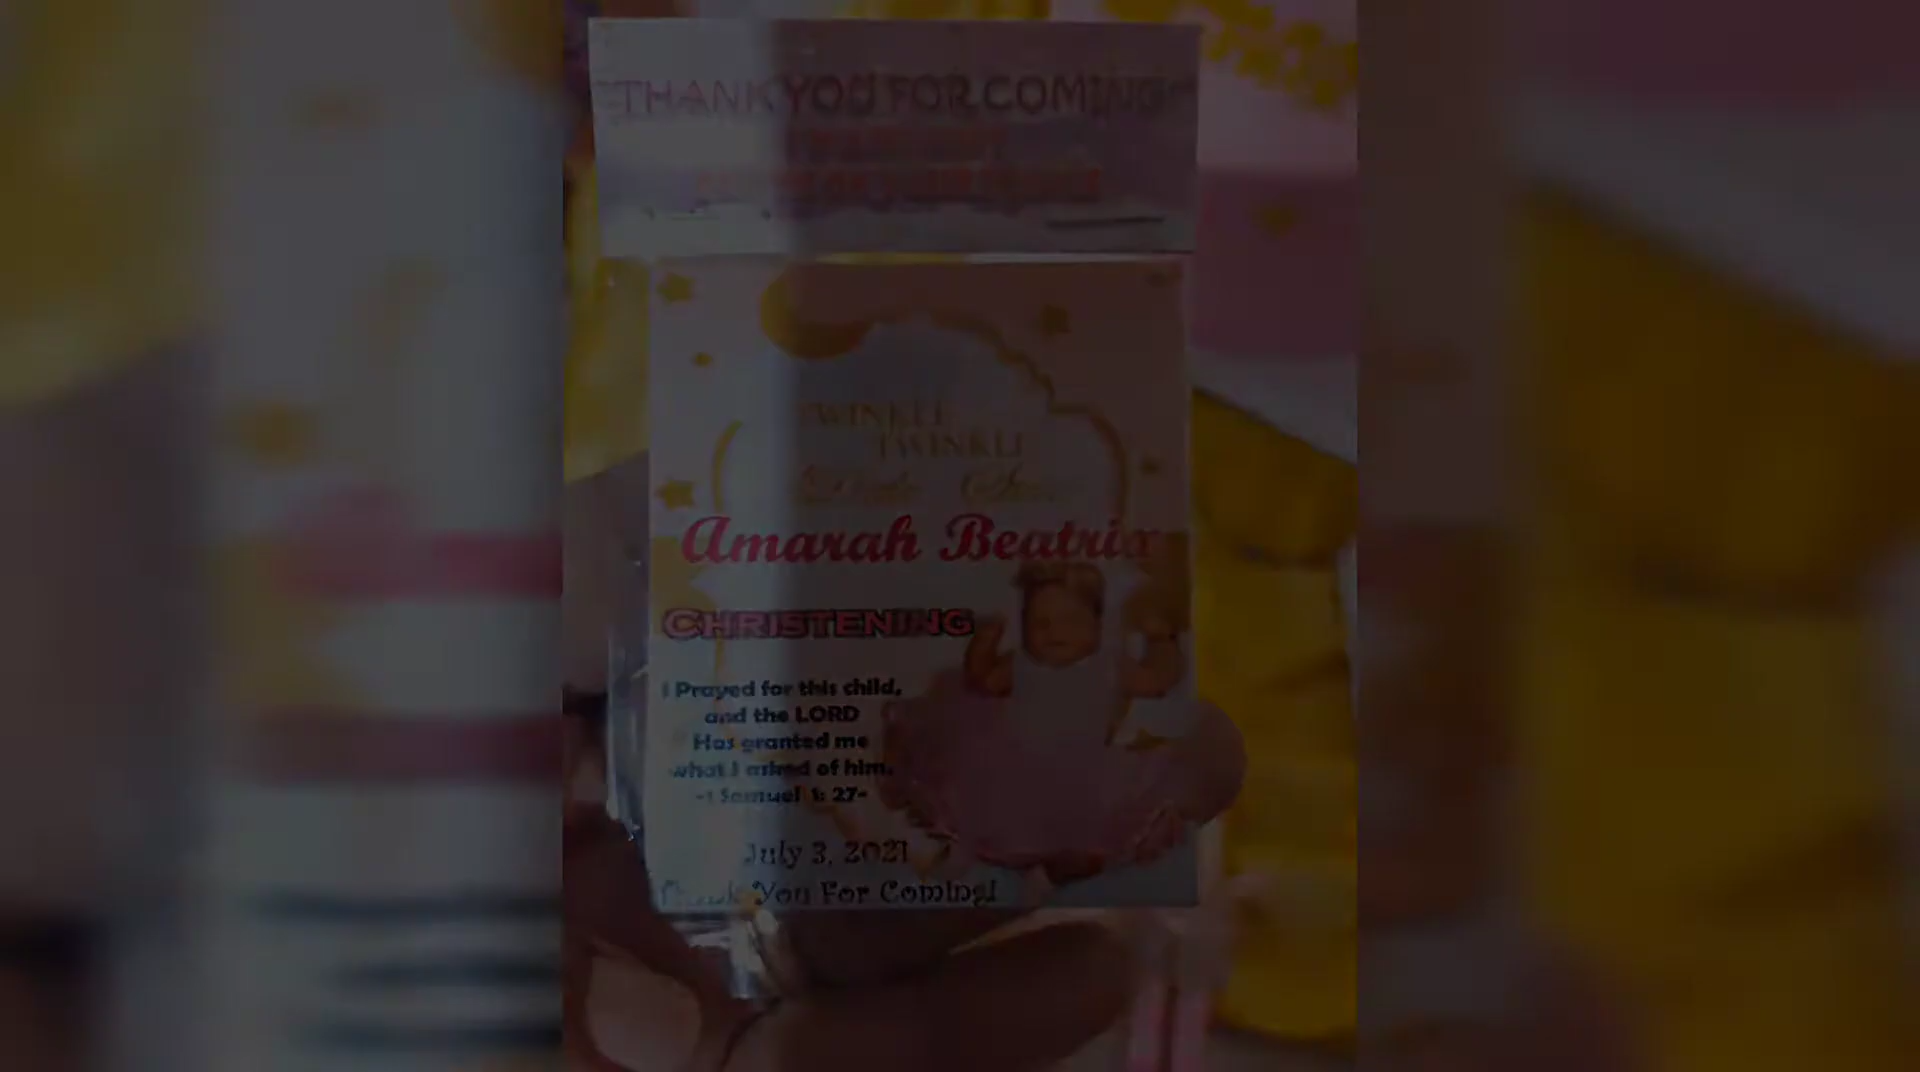 THANK YOU FOR COMING
TWINKLE
TWINKLE
Amarah Beatrix
CHRISTENING
I Prayed for this child,
and the LORD
Has granted me
what I asked of him.
-1 Samuel 1: 27-
July 3, 2021
Thank You For Coming!